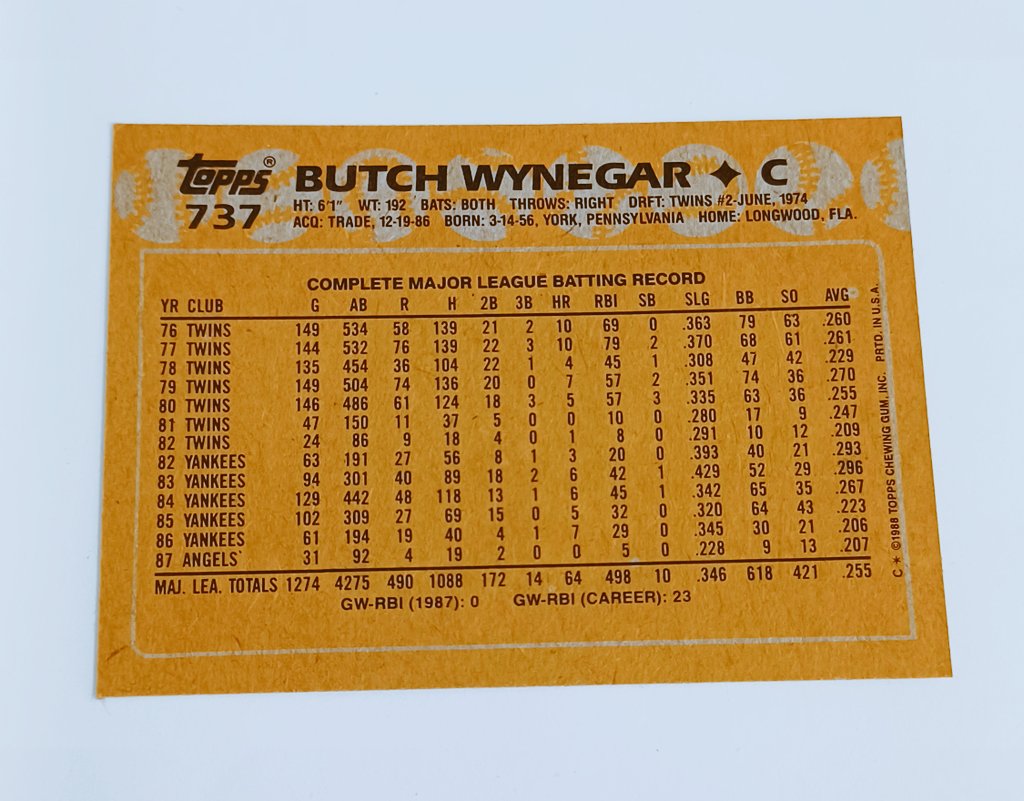 Topps® BUTCH WYNEGAR ✦ C
737 HT: 6'1" WT: 192 BATS: BOTH THROWS: RIGHT DRFT: TWINS #2-JUNE, 1974
ACQ: TRADE, 12-19-86 BORN: 3-14-56, YORK, PENNSYLVANIA HOME: LONGWOOD, FLA.
COMPLETE MAJOR LEAGUE BATTING RECORD
YR CLUB G AB R H 2B 3B HR RBI SB SLG BB SO AVG
76 TWINS 149 534 58 139 21 2 10 69 0 .363 79 63 .260
77 TWINS 144 532 76 139 22 3 10 79 2 .370 68 61 .261
78 TWINS 135 454 36 104 22 1 4 45 1 .308 47 42 .229
79 TWINS 149 504 74 136 20 0 7 57 2 .351 74 36 .270
80 TWINS 146 486 61 124 18 3 5 57 3 .335 63 36 .255
81 TWINS 47 150 11 37 5 0 0 10 0 .280 17 9 .247
82 TWINS 24 86 9 18 4 0 1 8 0 .291 10 12 .209
82 YANKEES 63 191 27 56 8 1 3 20 0 .393 40 21 .293
83 YANKEES 94 301 40 89 18 2 6 42 1 .429 52 29 .296
84 YANKEES 129 442 48 118 13 1 6 45 1 .342 65 35 .267
85 YANKEES 102 309 27 69 15 0 5 32 0 .320 64 43 .223
86 YANKEES 61 194 19 40 4 1 7 29 0 .345 30 21 .206
87 ANGELS 31 92 4 19 2 0 0 5 0 .228 9 13 .207
MAJ. LEA. TOTALS 1274 4275 490 1088 172 14 64 498 10 .346 618 421 .255
GW-RBI (1987): 0 GW-RBI (CAREER): 23
C * ©1988 TOPPS CHEWING GUM, INC. PRTD. IN U.S.A.